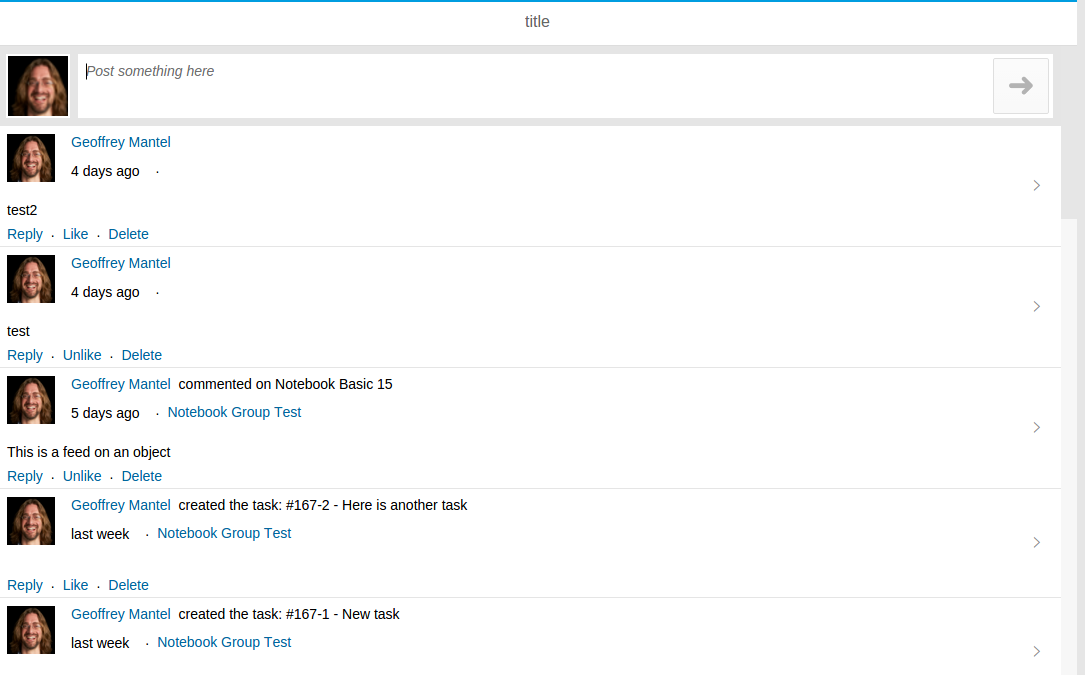 title
Post something here
Geoffrey Mantel
4 days ago ·
test2
Reply · Like · Delete
Geoffrey Mantel
4 days ago ·
test
Reply · Unlike · Delete
Geoffrey Mantel commented on Notebook Basic 15
5 days ago · Notebook Group Test
This is a feed on an object
Reply · Unlike · Delete
Geoffrey Mantel created the task: #167-2 - Here is another task
last week · Notebook Group Test
Reply · Like · Delete
Geoffrey Mantel created the task: #167-1 - New task
last week · Notebook Group Test